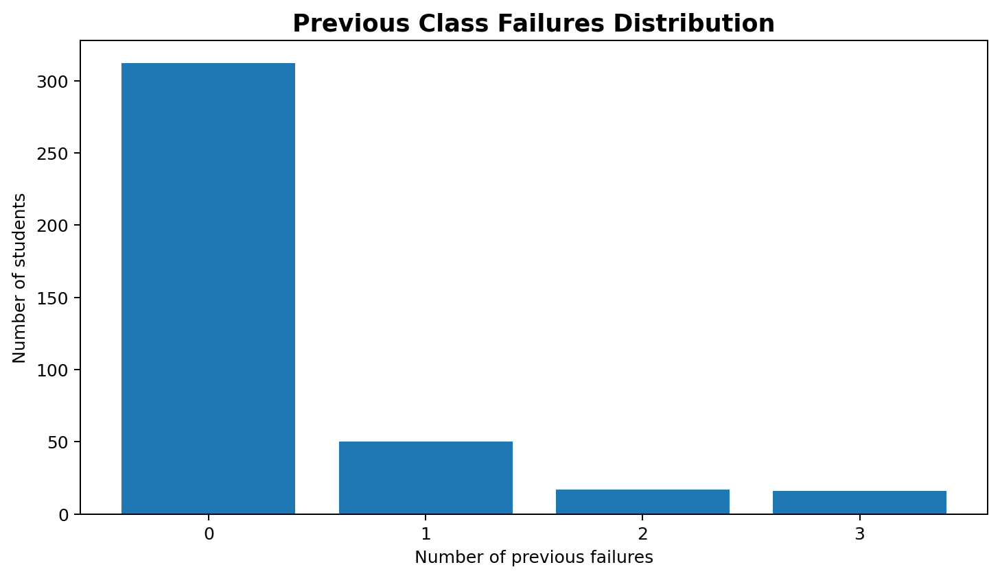 Previous Class Failures Distribution
300
250
200
150
100
50
0
Number of students
0 1 2 3
Number of previous failures